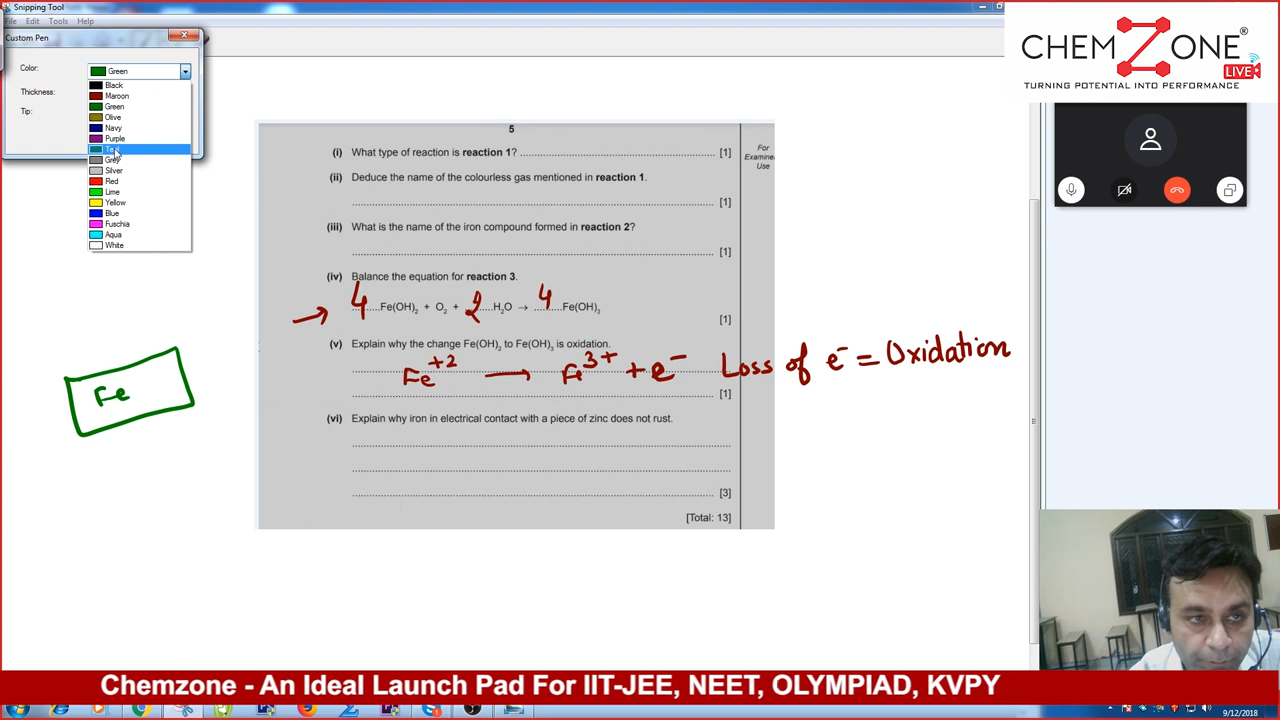 Snipping Tool
File Edit Tools Help
Custom Pen
Color:
Green
Thickness:
Tip:
Black
Maroon
Green
Olive
Navy
Purple
Grey
Silver
Red
Lime
Yellow
Blue
Fuschia
Aqua
White
CHEMZONE®
LIVE
TURNING POTENTIAL INTO PERFORMANCE
5
For
Examiner
Use
(i) What type of reaction is reaction 1? [1]
(ii) Deduce the name of the colourless gas mentioned in reaction 1.
[1]
(iii) What is the name of the iron compound formed in reaction 2?
[1]
(iv) Balance the equation for reaction 3.
→ 4 Fe(OH)₂ + O₂ + 2 H₂O → 4 Fe(OH)₃
[1]
(v) Explain why the change Fe(OH)₂ to Fe(OH)₃ is oxidation.
Fe⁺² → Fe³⁺ + e⁻ Loss of e⁻ = Oxidation
[1]
Fe
(vi) Explain why iron in electrical contact with a piece of zinc does not rust.
[3]
[Total: 13]
Chemzone - An Ideal Launch Pad For IIT-JEE, NEET, OLYMPIAD, KVPY
9/12/2018